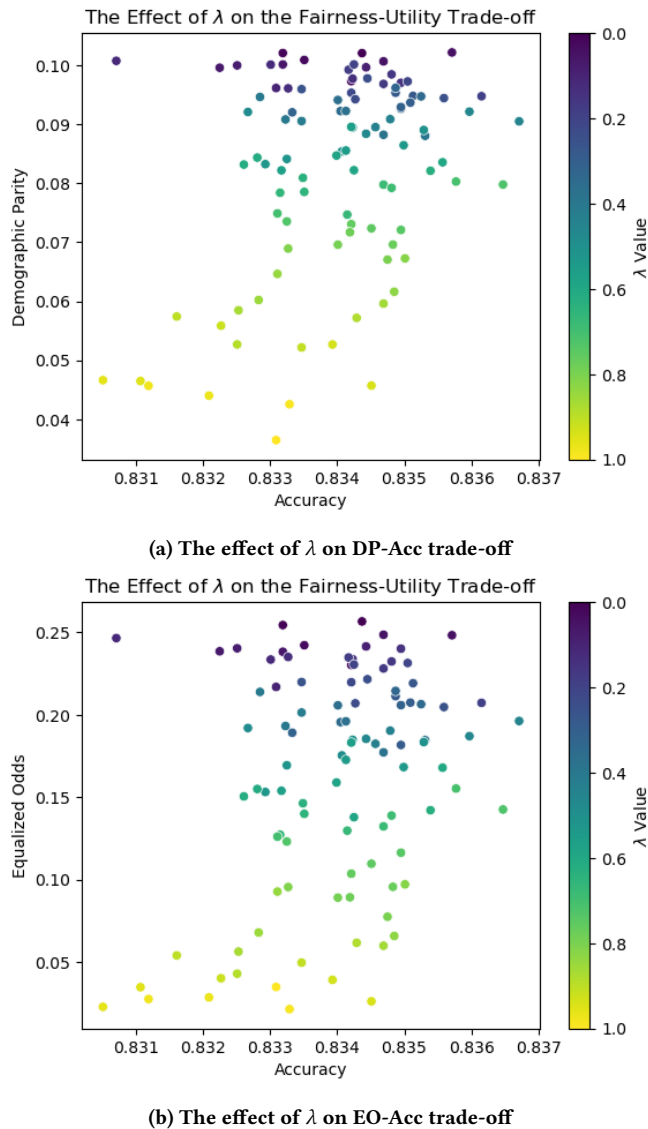 The Effect of λ on the Fairness-Utility Trade-off
0.10
0.09
0.08
0.07
0.06
0.05
0.04
Demographic Parity
0.831 0.832 0.833 0.834 0.835 0.836 0.837
Accuracy
0.0
0.2
0.4
0.6
0.8
1.0
λ Value
(a) The effect of λ on DP-Acc trade-off
The Effect of λ on the Fairness-Utility Trade-off
0.25
0.20
0.15
0.10
0.05
Equalized Odds
0.831 0.832 0.833 0.834 0.835 0.836 0.837
Accuracy
0.0
0.2
0.4
0.6
0.8
1.0
λ Value
(b) The effect of λ on EO-Acc trade-off